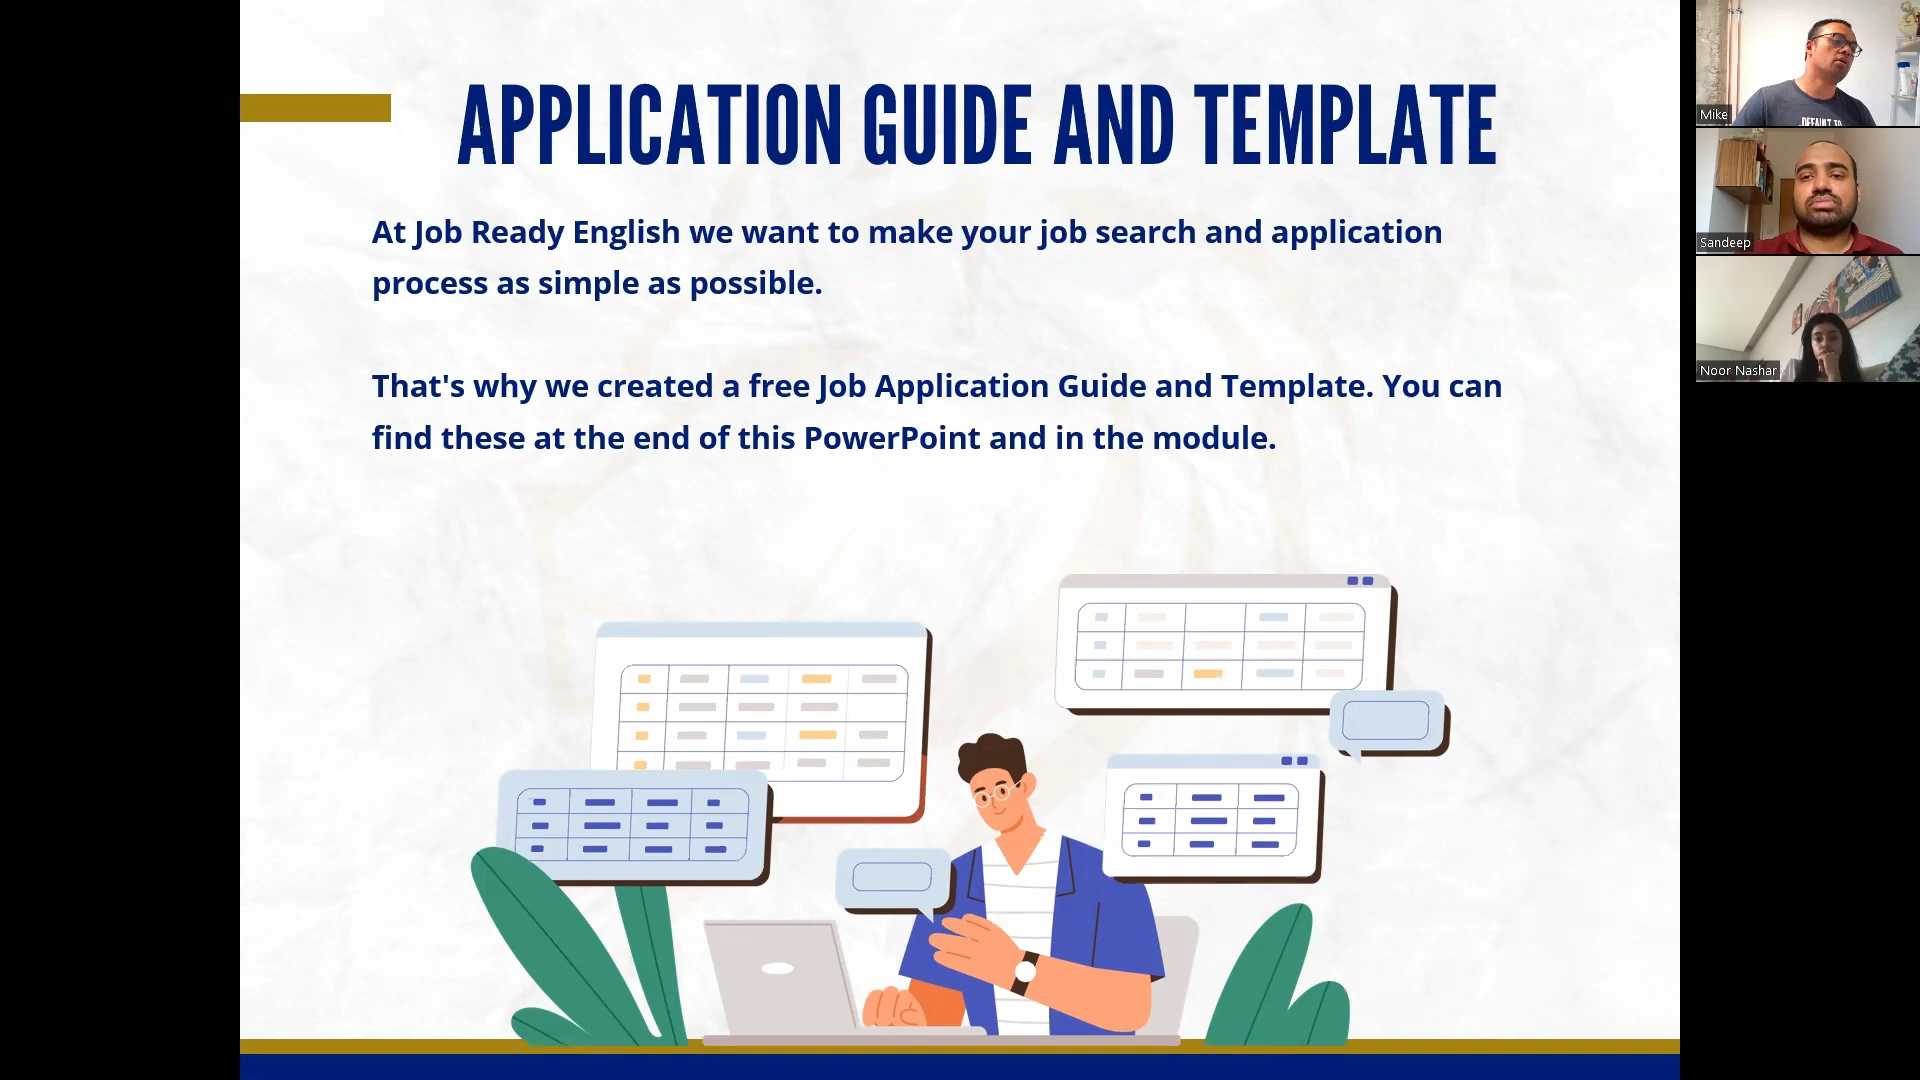 APPLICATION GUIDE AND TEMPLATE
At Job Ready English we want to make your job search and application
process as simple as possible.
That's why we created a free Job Application Guide and Template. You can
find these at the end of this PowerPoint and in the module.
Mike
Sandeep
Noor Nashar